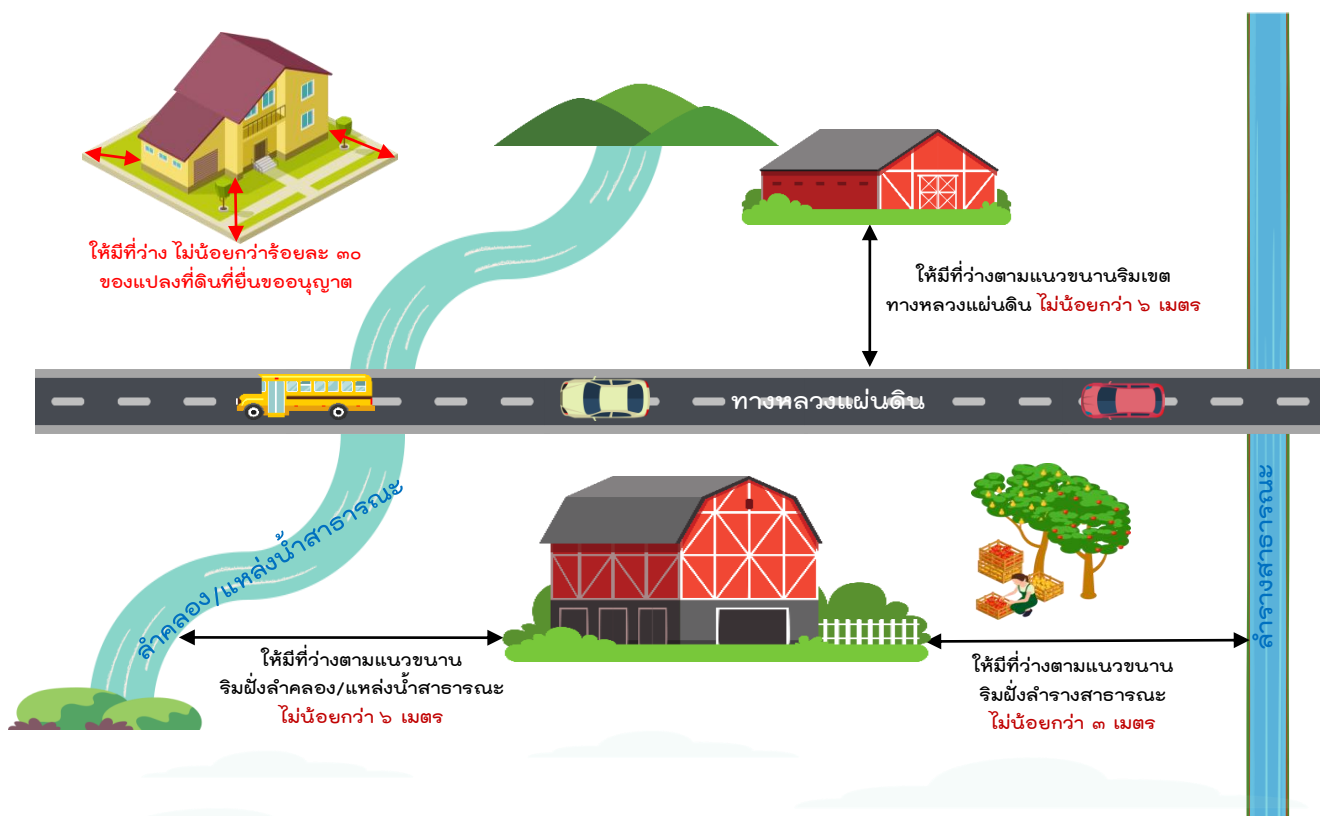 ให้มีที่ว่าง ไม่น้อยกว่าร้อยละ ๓๐
ของแปลงที่ดินที่ยื่นขออนุญาต
ให้มีที่ว่างตามแนวขนานริมเขต
ทางหลวงแผ่นดิน ไม่น้อยกว่า ๖ เมตร
ทางหลวงแผ่นดิน
ลำคลอง/แหล่งน้ำสาธารณะ
ลำรางสาธารณะ
ให้มีที่ว่างตามแนวขนาน
ริมฝั่งลำคลอง/แหล่งน้ำสาธารณะ
ไม่น้อยกว่า ๖ เมตร
ให้มีที่ว่างตามแนวขนาน
ริมฝั่งลำรางสาธารณะ
ไม่น้อยกว่า ๓ เมตร